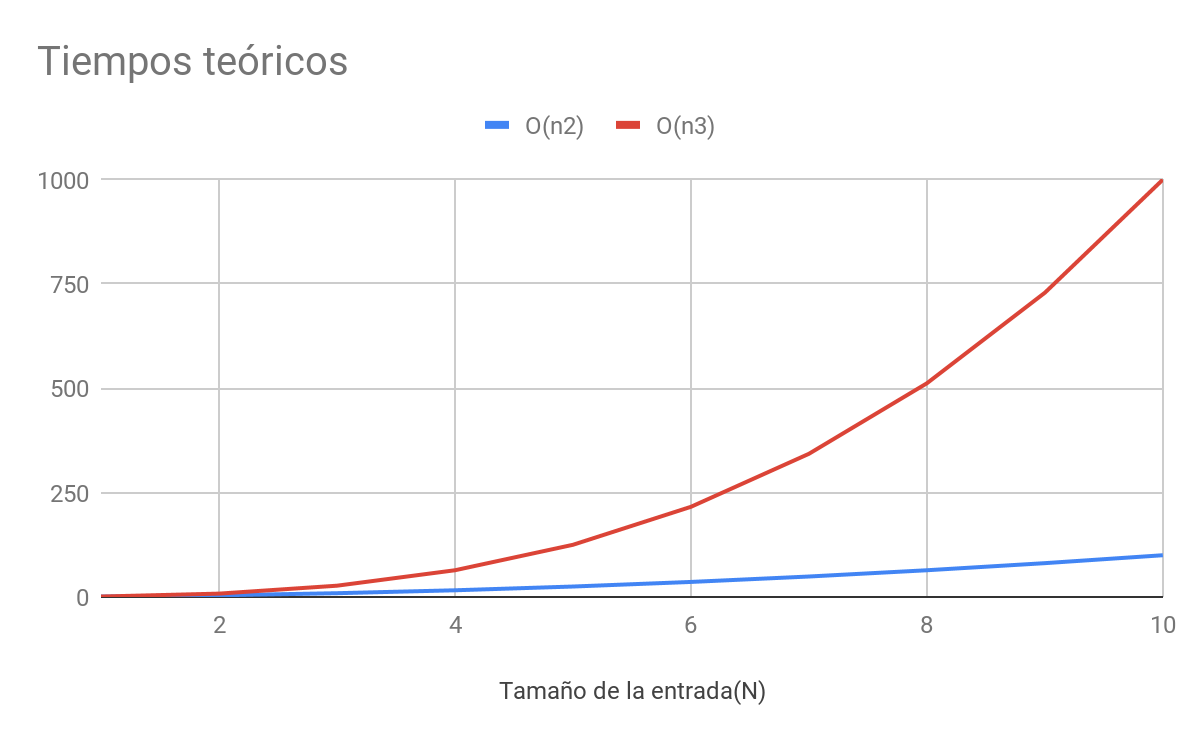 Tiempos teóricos
O(n2) O(n3)
1000
750
500
250
0
2 4 6 8 10
Tamaño de la entrada(N)